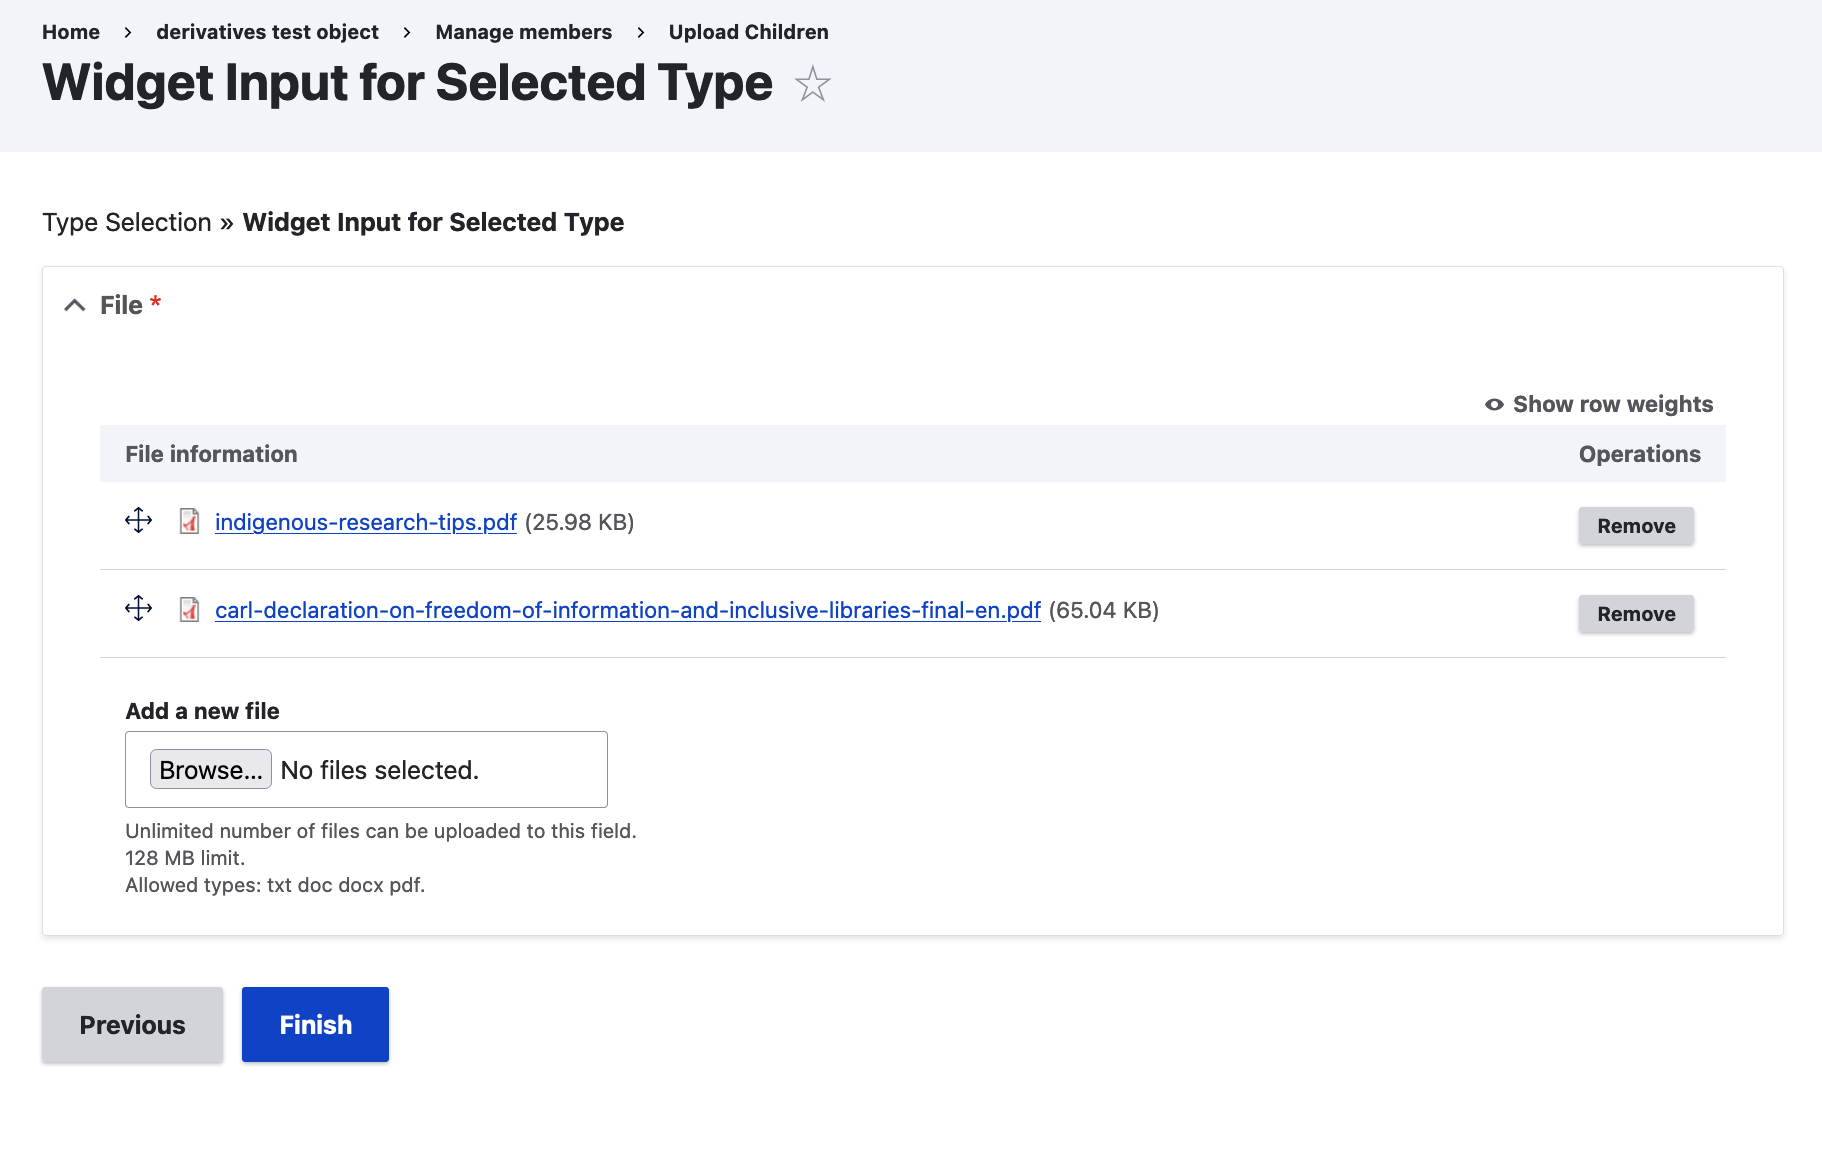 Home › derivatives test object › Manage members › Upload Children
Widget Input for Selected Type
Type Selection » Widget Input for Selected Type
File *
Show row weights
File information Operations
indigenous-research-tips.pdf (25.98 KB) Remove
carl-declaration-on-freedom-of-information-and-inclusive-libraries-final-en.pdf (65.04 KB) Remove
Add a new file
Browse... No files selected.
Unlimited number of files can be uploaded to this field.
128 MB limit.
Allowed types: txt doc docx pdf.
Previous Finish